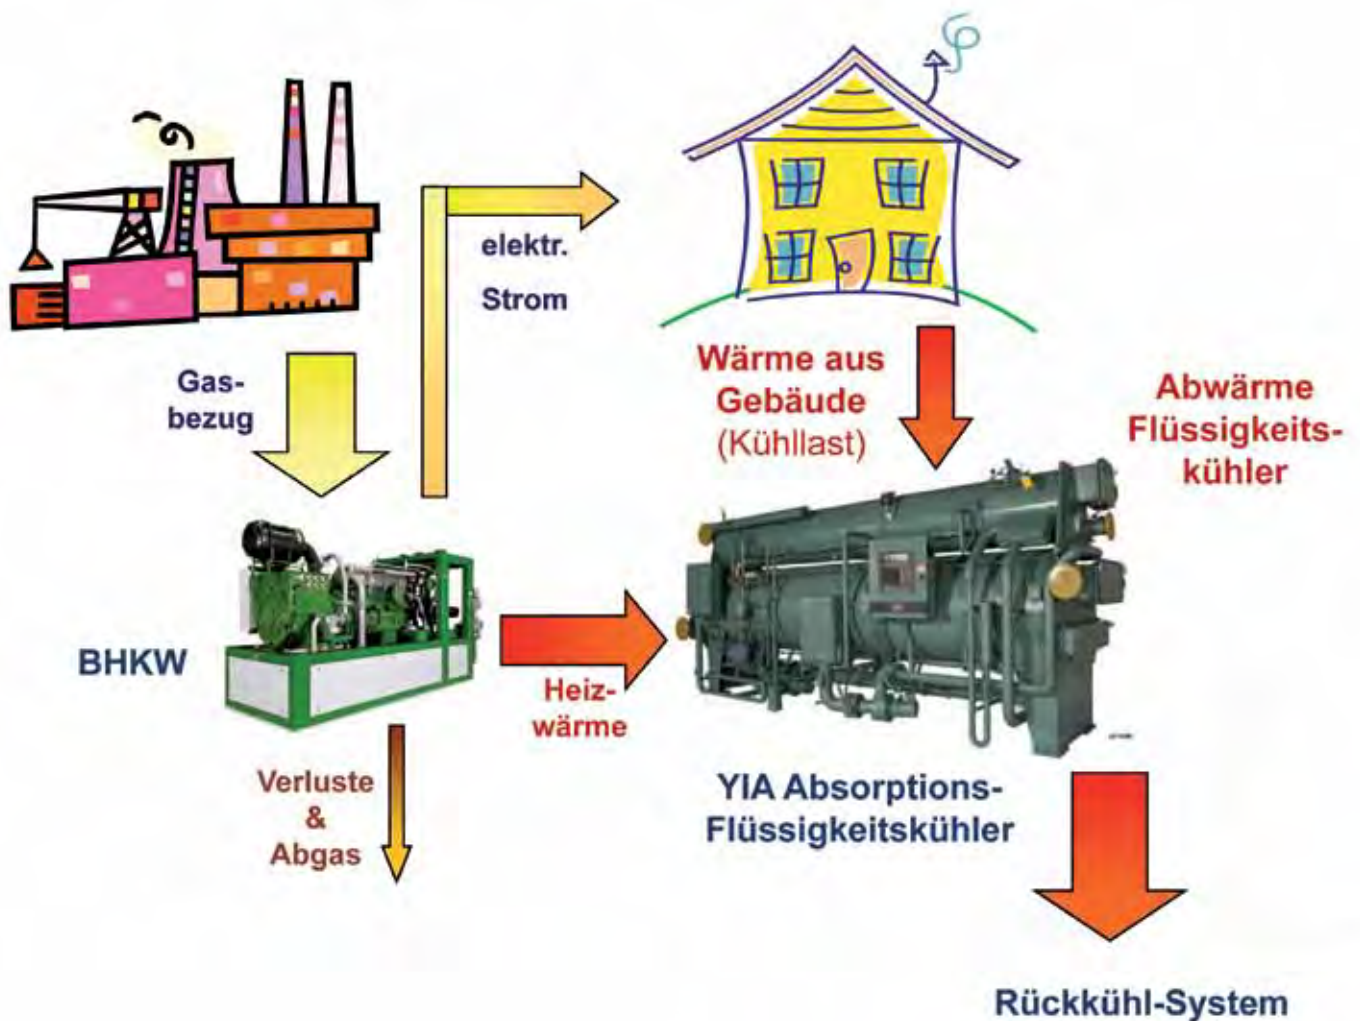 elektr.
Strom
Gas-
bezug
Wärme aus
Gebäude
(Kühllast)
Abwärme
Flüssigkeits-
kühler
BHKW
Heiz-
wärme
Verluste
&
Abgas
YIA Absorptions-
Flüssigkeitskühler
Rückkühl-System